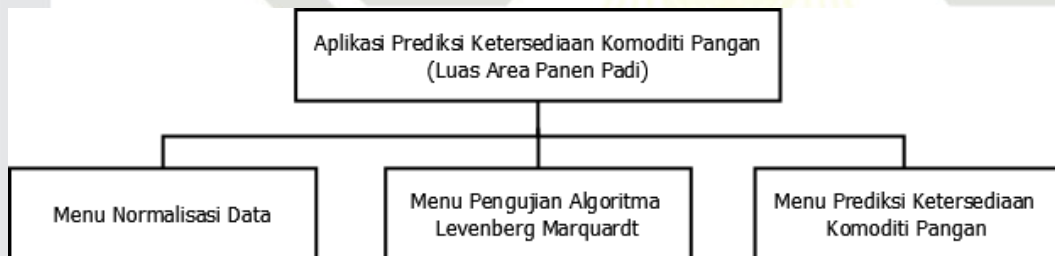 Aplikasi Prediksi Ketersediaan Komoditi Pangan
(Luas Area Panen Padi)
Menu Normalisasi Data
Menu Pengujian Algoritma
Levenberg Marquardt
Menu Prediksi Ketersediaan
Komoditi Pangan